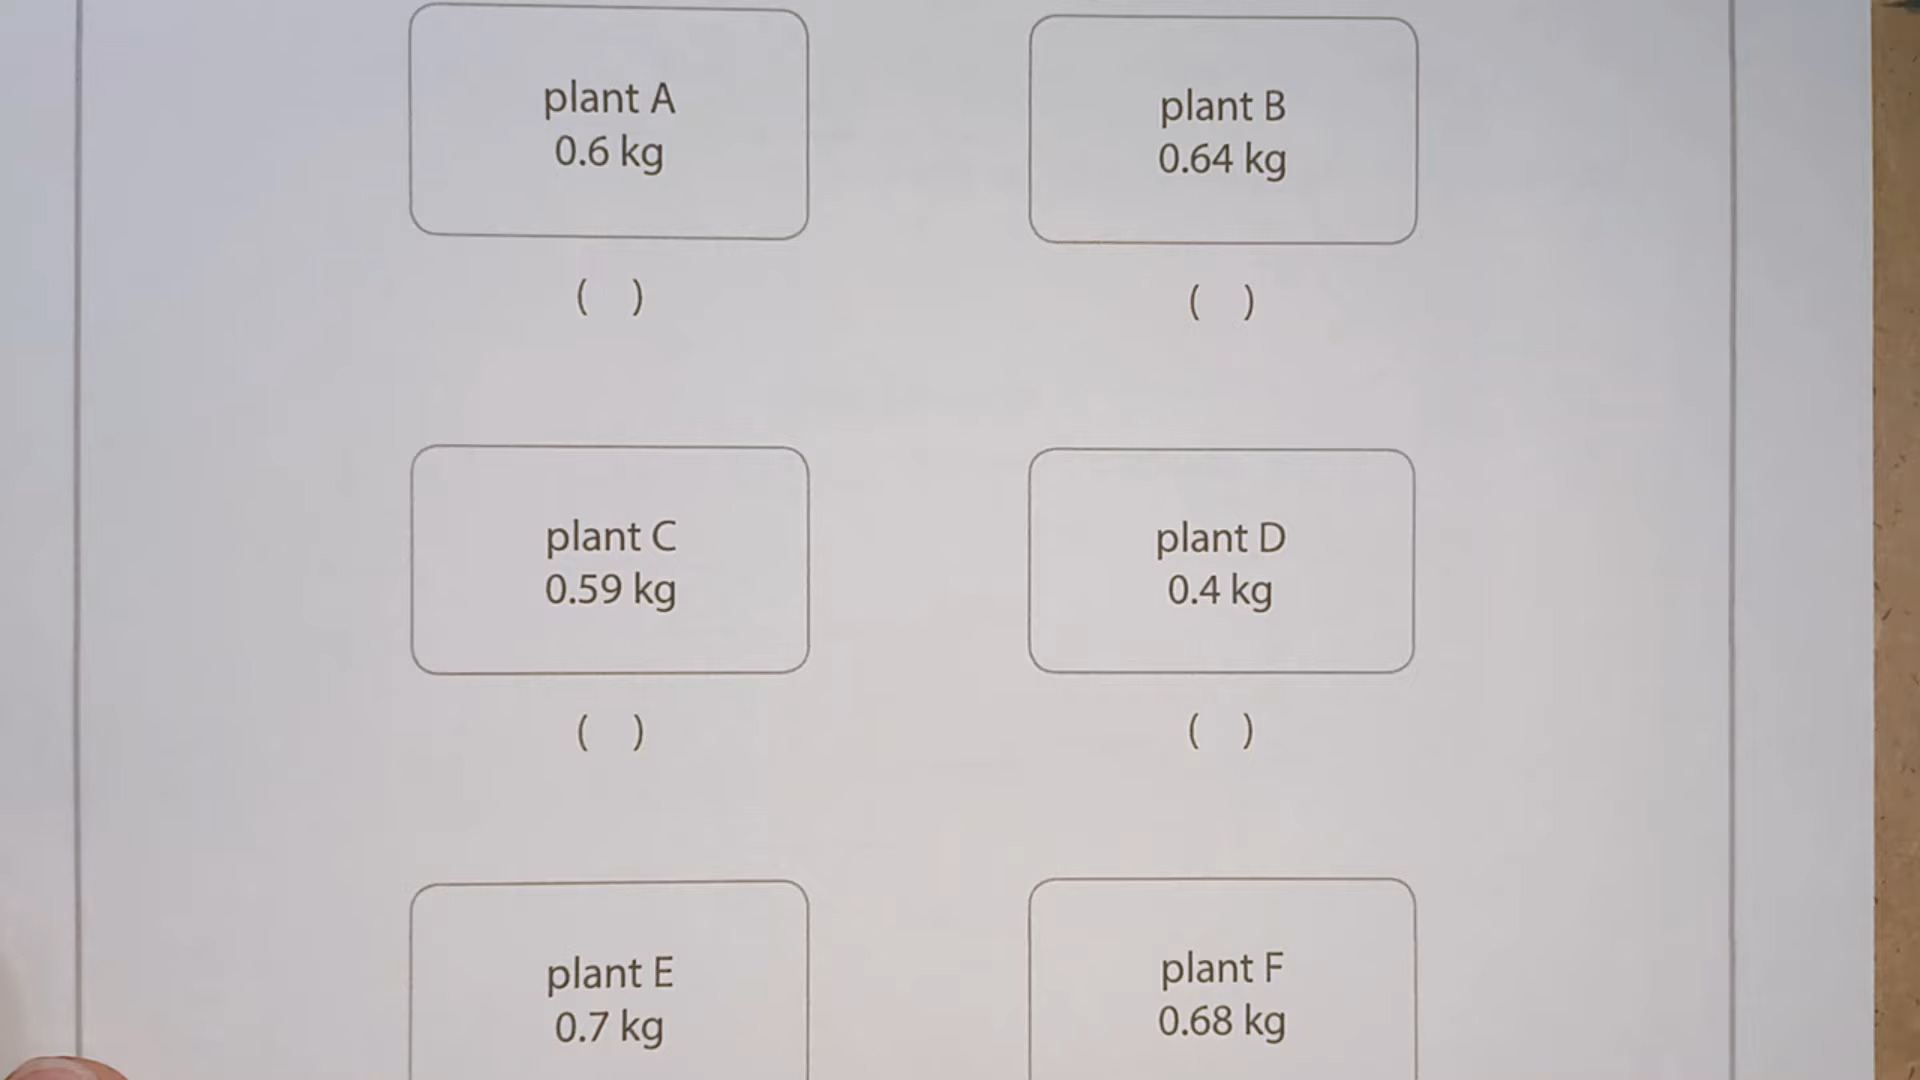 plant A
0.6 kg
plant B
0.64 kg
( )
( )
plant C
0.59 kg
plant D
0.4 kg
( )
( )
plant E
0.7 kg
plant F
0.68 kg